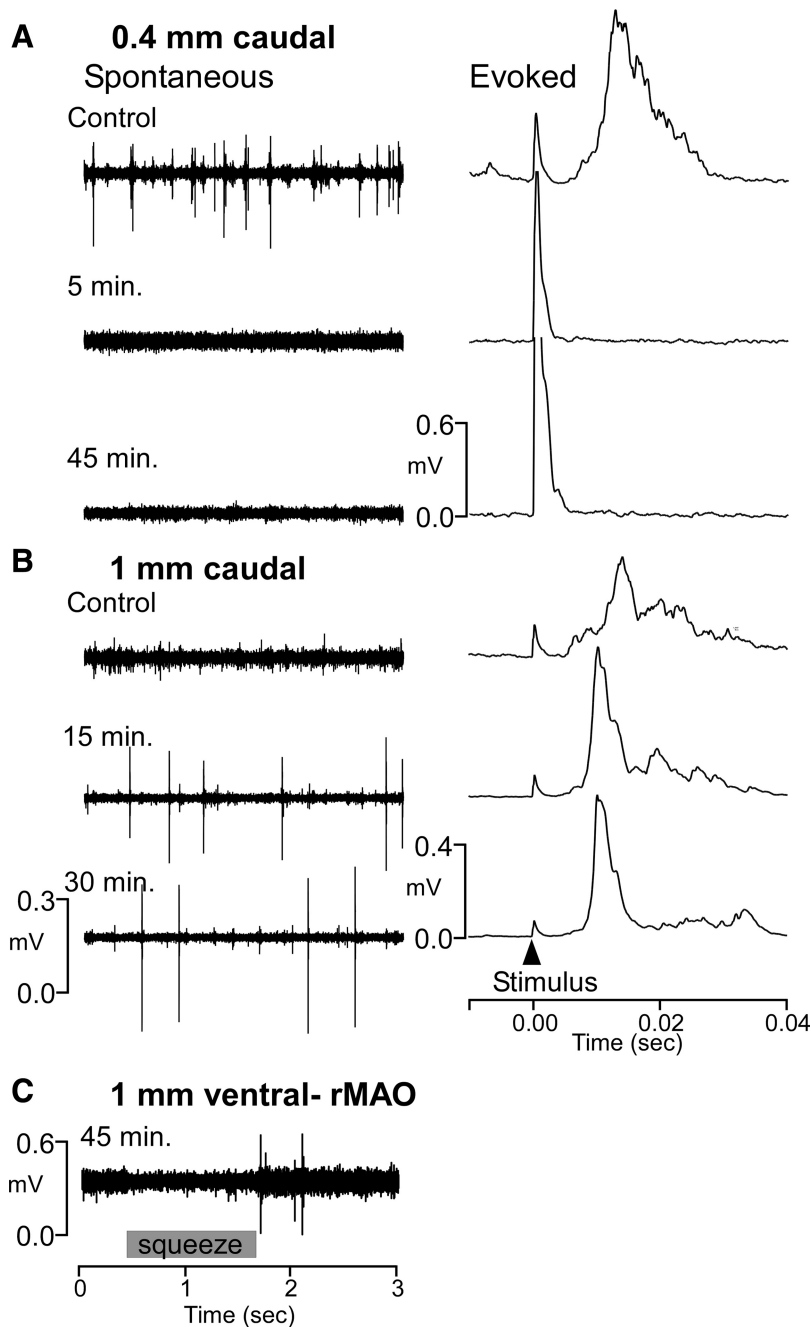 A
0.4 mm caudal
Spontaneous
Evoked
Control
5 min.
45 min.
0.6
mV
0.0
B
1 mm caudal
Control
15 min.
30 min.
0.3
mV
0.0
0.4
mV
0.0
Stimulus
0.00 0.02 0.04
Time (sec)
C
1 mm ventral- rMAO
45 min.
0.6
mV
0.0
squeeze
0 1 2 3
Time (sec)